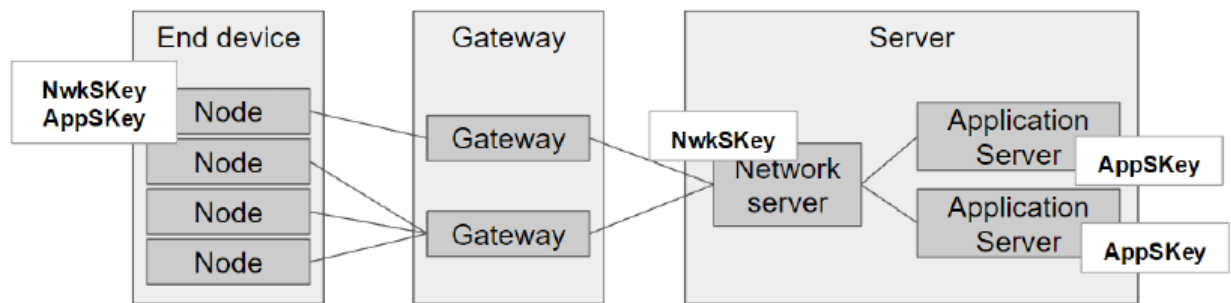 End device
NwkSKey
AppSKey
Node
Node
Node
Node
Gateway
Gateway
Gateway
Server
NwkSKey
Network
server
Application
Server
AppSKey
Application
Server
AppSKey